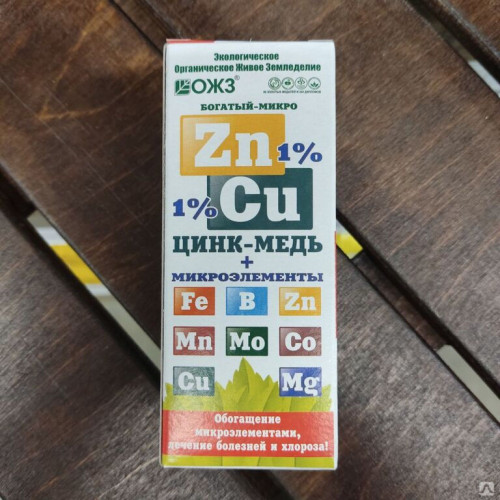 Экологическое
Органическое Живое Земледелие
ОЖЗ®
БОГАТЫЙ-МИКРО
Zn 1%
1% Cu
ЦИНК-МЕДЬ
+
МИКРОЭЛЕМЕНТЫ
Fe B Zn
Mn Mo Co
Cu Mg
Обогащение
микроэлементами,
лечение болезней и хлороза!